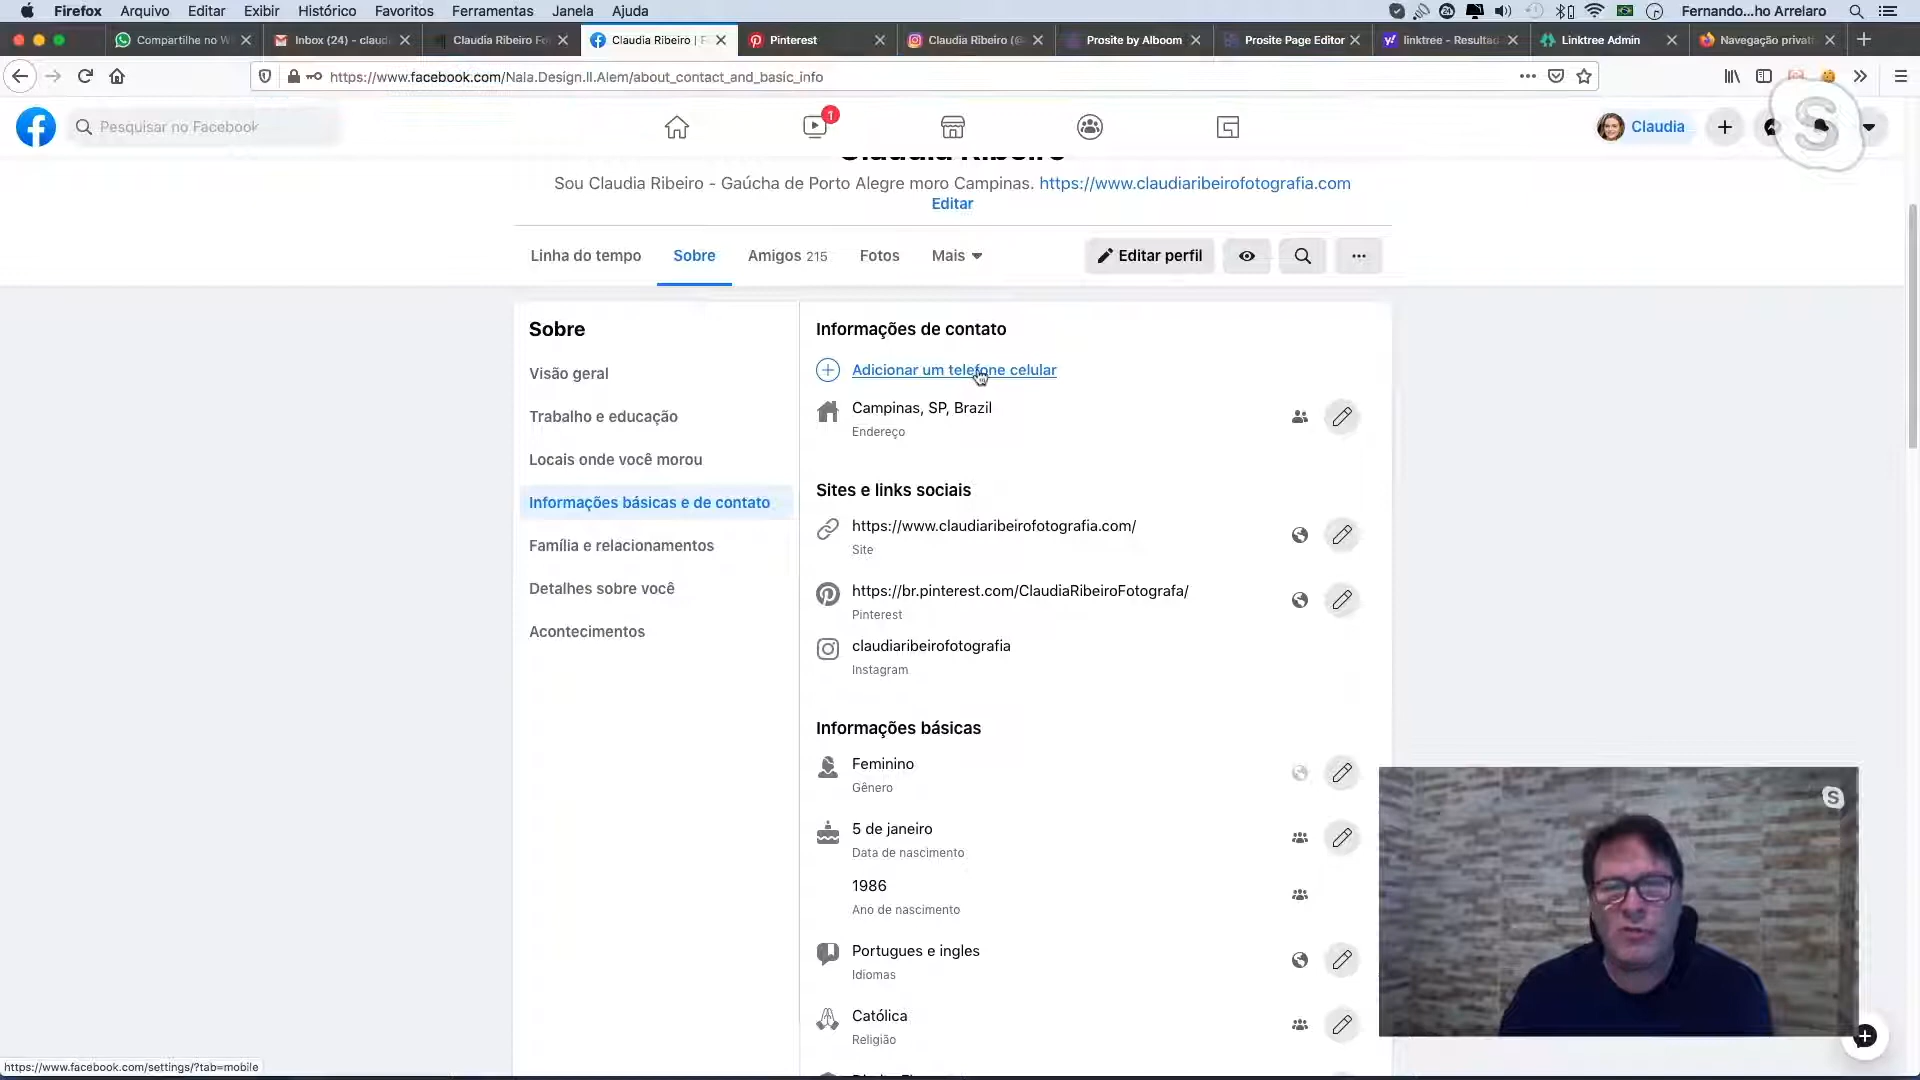 Firefox Arquivo Editar Exibir Histórico Favoritos Ferramentas Janela Ajuda Fernando...ho Arrelaro
Compartilhe no W Inbox (24) - claud Claudia Ribeiro Fo Claudia Ribeiro | F Pinterest Claudia Ribeiro (@ Prosite by Alboom Prosite Page Editor linktree - Resultad Linktree Admin Navegação privati
https://www.facebook.com/Nala.Design.II.Alem/about_contact_and_basic_info
Pesquisar no Facebook
1
Claudia
Claudia Ribeiro
Sou Claudia Ribeiro - Gaúcha de Porto Alegre moro Campinas. https://www.claudiaribeirofotografia.com
Editar
Linha do tempo Sobre Amigos 215 Fotos Mais Editar perfil
Sobre
Visão geral
Trabalho e educação
Locais onde você morou
Informações básicas e de contato
Família e relacionamentos
Detalhes sobre você
Acontecimentos
Informações de contato
Adicionar um telefone celular
Campinas, SP, Brazil
Endereço
Sites e links sociais
https://www.claudiaribeirofotografia.com/
Site
https://br.pinterest.com/ClaudiaRibeiroFotografa/
Pinterest
claudiaribeirofotografia
Instagram
Informações básicas
Feminino
Gênero
5 de janeiro
Data de nascimento
1986
Ano de nascimento
Portugues e ingles
Idiomas
Católica
Religião
https://www.facebook.com/settings/?tab=mobile